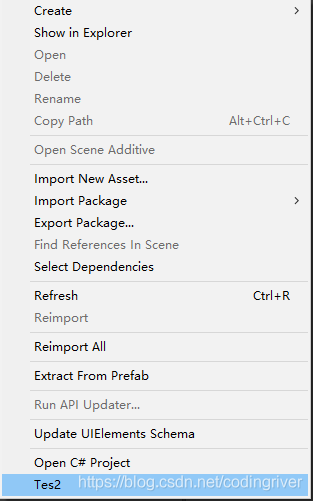 Create
Show in Explorer
Open
Delete
Rename
Copy Path Alt+Ctrl+C
Open Scene Additive
Import New Asset...
Import Package
Export Package...
Find References In Scene
Select Dependencies
Refresh Ctrl+R
Reimport
Reimport All
Extract From Prefab
Run API Updater...
Update UIElements Schema
Open C# Project
Tes2 https://blog.csdn.net/codingriver